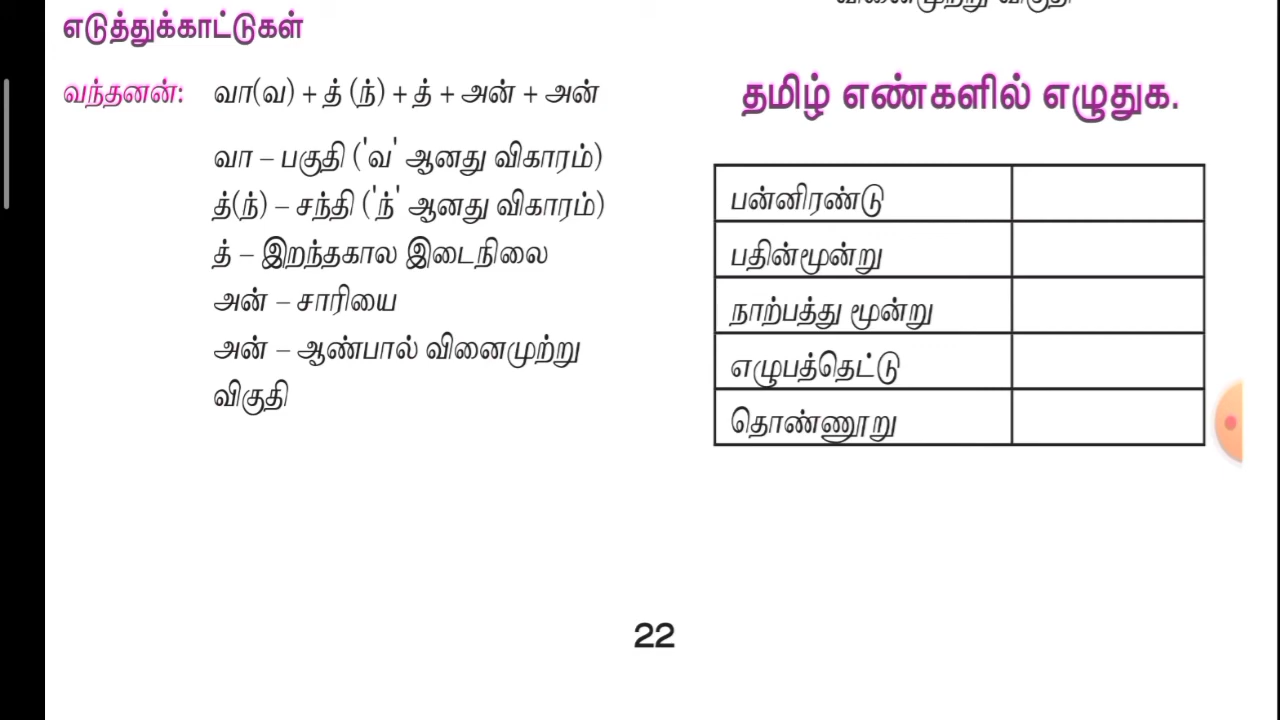 எடுத்துக்காட்டுகள்
வந்தனன்: வா(வ) + த் (ந்) + த் + அன் + அன்
வா – பகுதி ('வ' ஆனது விகாரம்)
த்(ந்) – சந்தி ('ந்' ஆனது விகாரம்)
த் – இறந்தகால இடைநிலை
அன் – சாரியை
அன் – ஆண்பால் வினைமுற்று
விகுதி
வினைமுற்று விகுதி
தமிழ் எண்களில் எழுதுக.
பன்னிரண்டு
பதின்மூன்று
நாற்பத்து மூன்று
எழுபத்தெட்டு
தொண்ணூறு
22